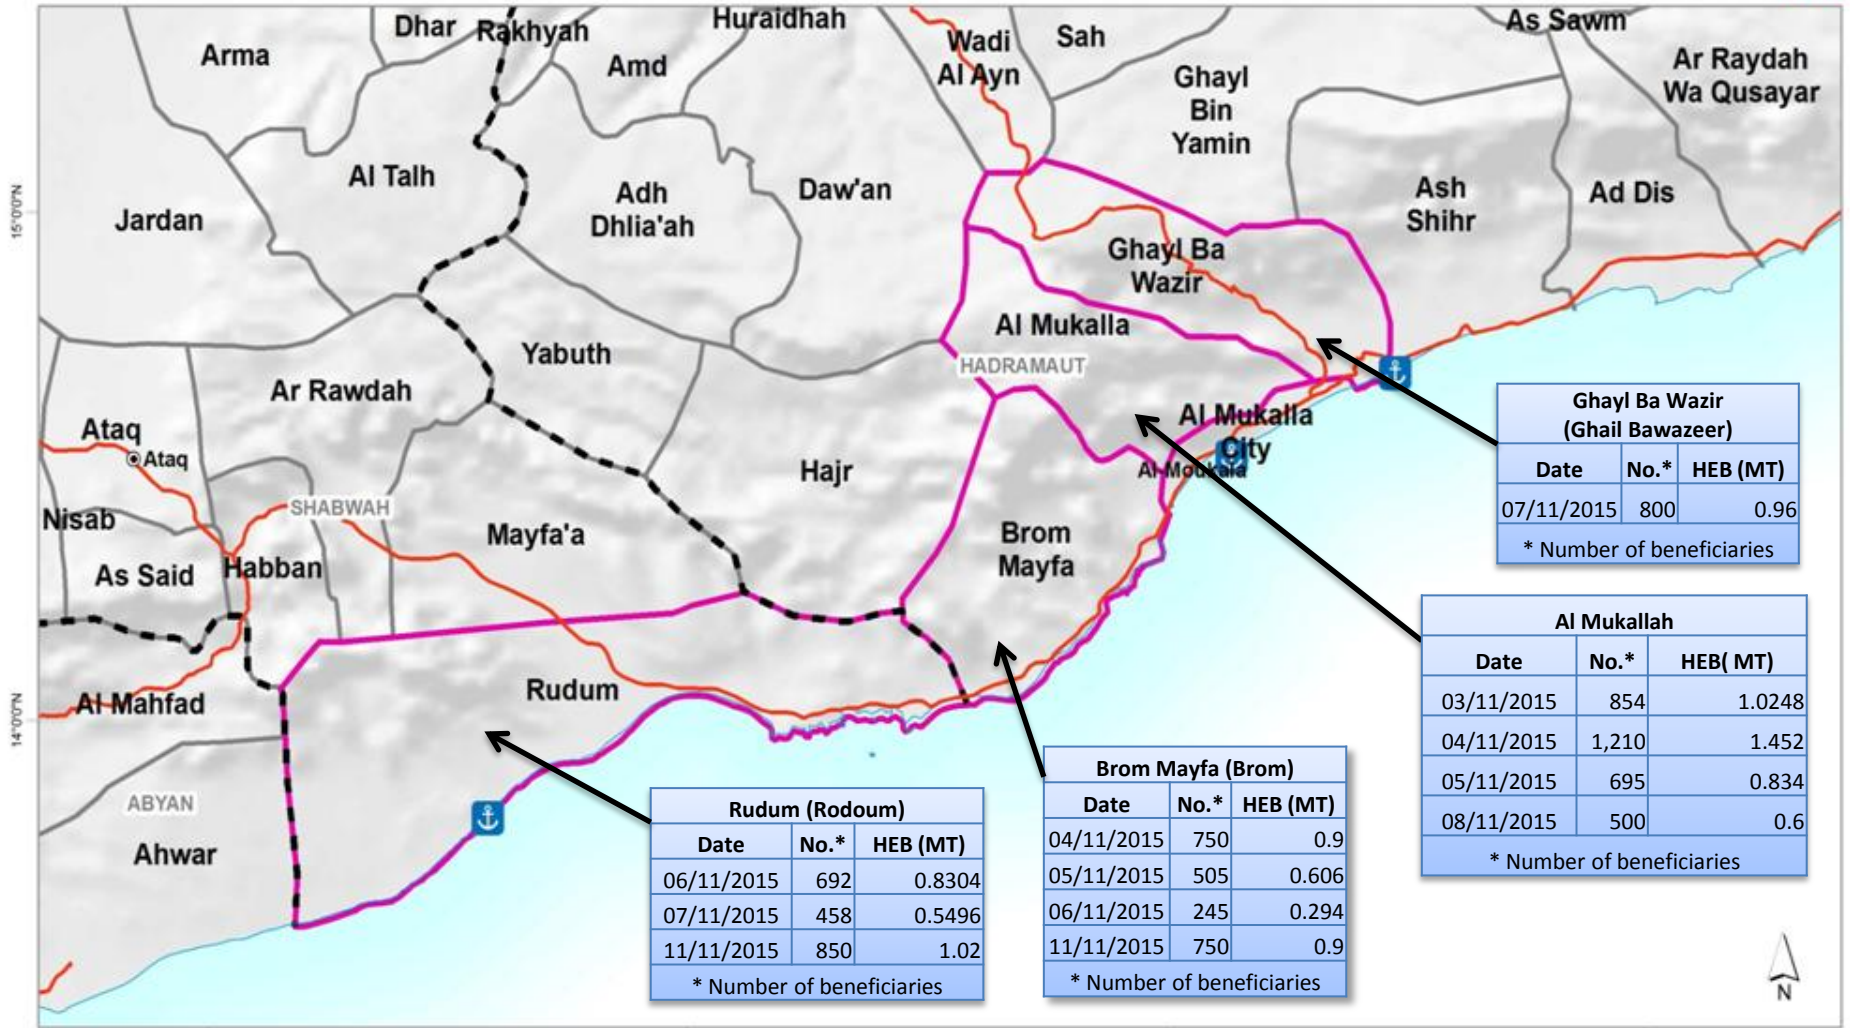 Dhar
Rakhyah
Huraidhah
As Sawm
Arma
Amd
Wadi
Al Ayn
Sah
Ghayl
Bin
Yamin
Ar Raydah
Wa Qusayar
15°0'0"N
Al Talh
Adh
Dhlia'ah
Daw'an
Ash
Shihr
Ad Dis
Jardan
Ghayl Ba
Wazir
Al Mukalla
Yabuth
HADRAMAUT
Ar Rawdah
Al Mukalla
City
Al Moukala
Ataq
Ataq
Hajr
SHABWAH
Nisab
Mayfa'a
Brom
Mayfa
As Said
Habban
14°0'0"N
Al Mahfad
Rudum
ABYAN
Ahwar
Ghayl Ba Wazir
(Ghail Bawazeer)
Date No.* HEB (MT)
07/11/2015 800 0.96
* Number of beneficiaries
Al Mukallah
Date No.* HEB( MT)
03/11/2015 854 1.0248
04/11/2015 1,210 1.452
05/11/2015 695 0.834
08/11/2015 500 0.6
* Number of beneficiaries
Brom Mayfa (Brom)
Date No.* HEB (MT)
04/11/2015 750 0.9
05/11/2015 505 0.606
06/11/2015 245 0.294
11/11/2015 750 0.9
* Number of beneficiaries
Rudum (Rodoum)
Date No.* HEB (MT)
06/11/2015 692 0.8304
07/11/2015 458 0.5496
11/11/2015 850 1.02
* Number of beneficiaries
N